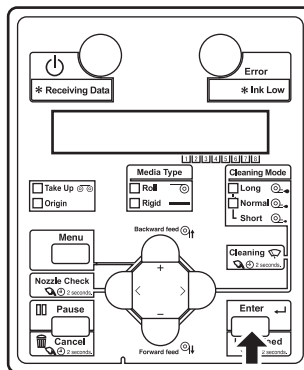 Error
* Receiving Data
* Ink Low
1 2 3 4 5 6 7 8
Media Type
Cleaning Mode
Take Up
Roll
Long
Origin
Rigid
Normal
Short
Menu
Backward feed
Cleaning
2 seconds.
Nozzle Check
2 seconds.
+
< >
−
Pause
Enter
Cancel
2 seconds.
Forward feed
2 seconds.